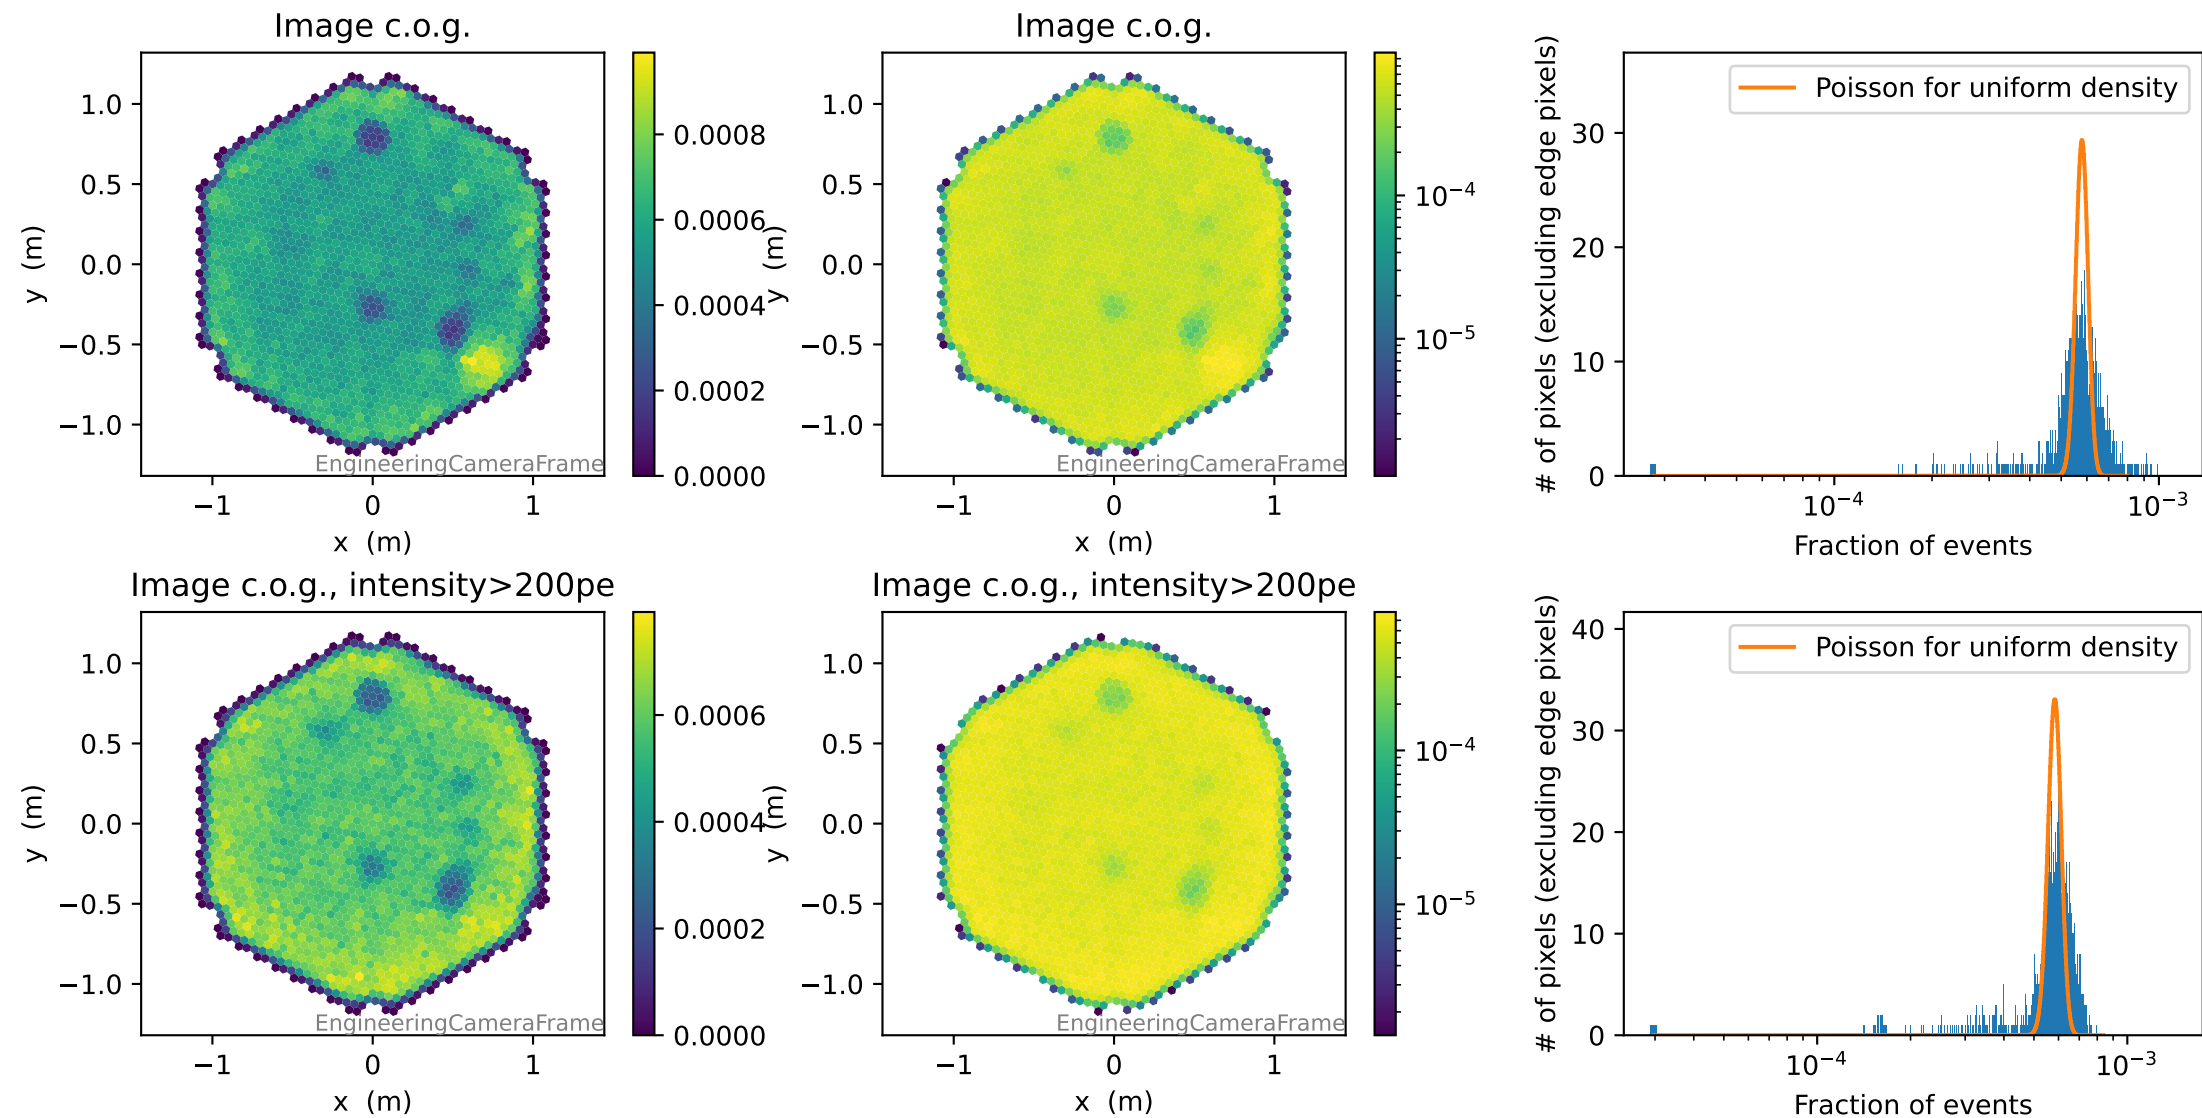 Image c.o.g.
1.0
0.5
0.0
−0.5
−1.0
y (m)
−1
0
1
x (m)
EngineeringCameraFrame
0.0008
0.0006
0.0004
0.0002
0.0000
Image c.o.g.
1.0
0.5
0.0
−0.5
−1.0
y (m)
−1
0
1
x (m)
EngineeringCameraFrame
10⁻⁴
10⁻⁵
Poisson for uniform density
30
20
10
0
# of pixels (excluding edge pixels)
10⁻⁴
10⁻³
Fraction of events
Image c.o.g., intensity>200pe
1.0
0.5
0.0
−0.5
−1.0
y (m)
−1
0
1
x (m)
EngineeringCameraFrame
0.0006
0.0004
0.0002
0.0000
Image c.o.g., intensity>200pe
1.0
0.5
0.0
−0.5
−1.0
y (m)
−1
0
1
x (m)
EngineeringCameraFrame
10⁻⁴
10⁻⁵
Poisson for uniform density
40
30
20
10
0
# of pixels (excluding edge pixels)
10⁻⁴
10⁻³
Fraction of events